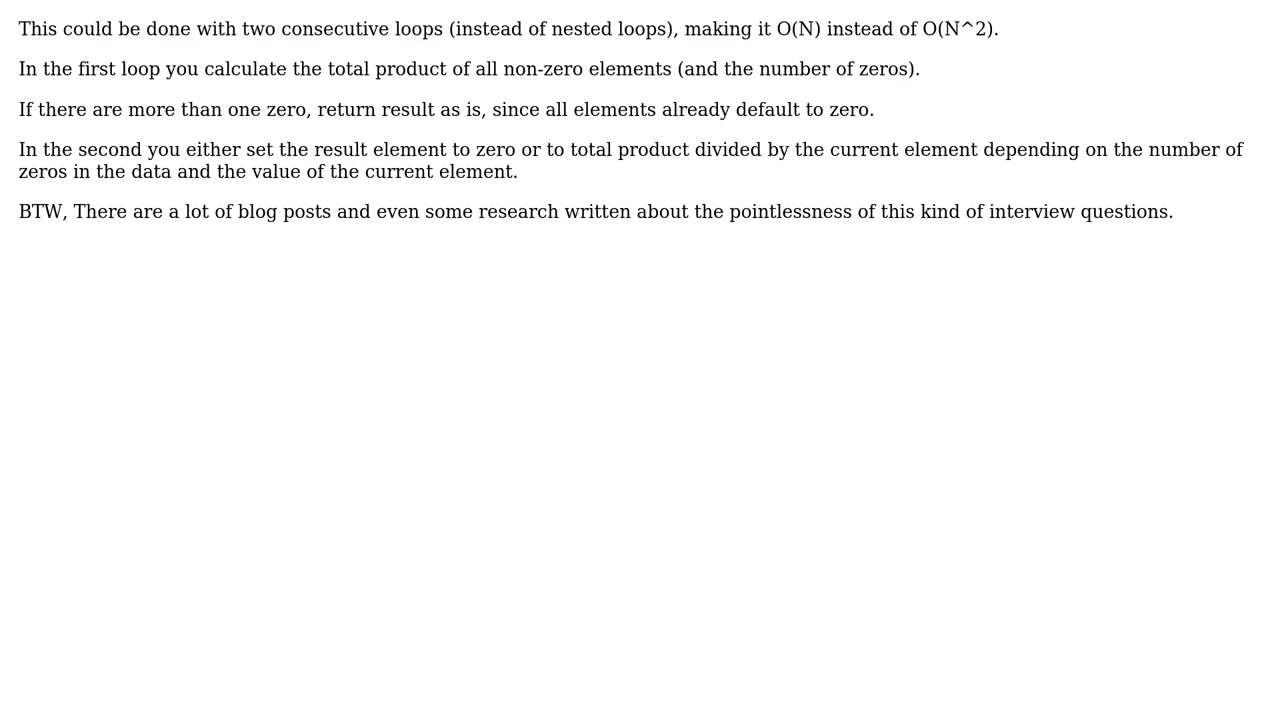 This could be done with two consecutive loops (instead of nested loops), making it O(N) instead of O(N^2).
In the first loop you calculate the total product of all non-zero elements (and the number of zeros).
If there are more than one zero, return result as is, since all elements already default to zero.
In the second you either set the result element to zero or to total product divided by the current element depending on the number of
zeros in the data and the value of the current element.
BTW, There are a lot of blog posts and even some research written about the pointlessness of this kind of interview questions.